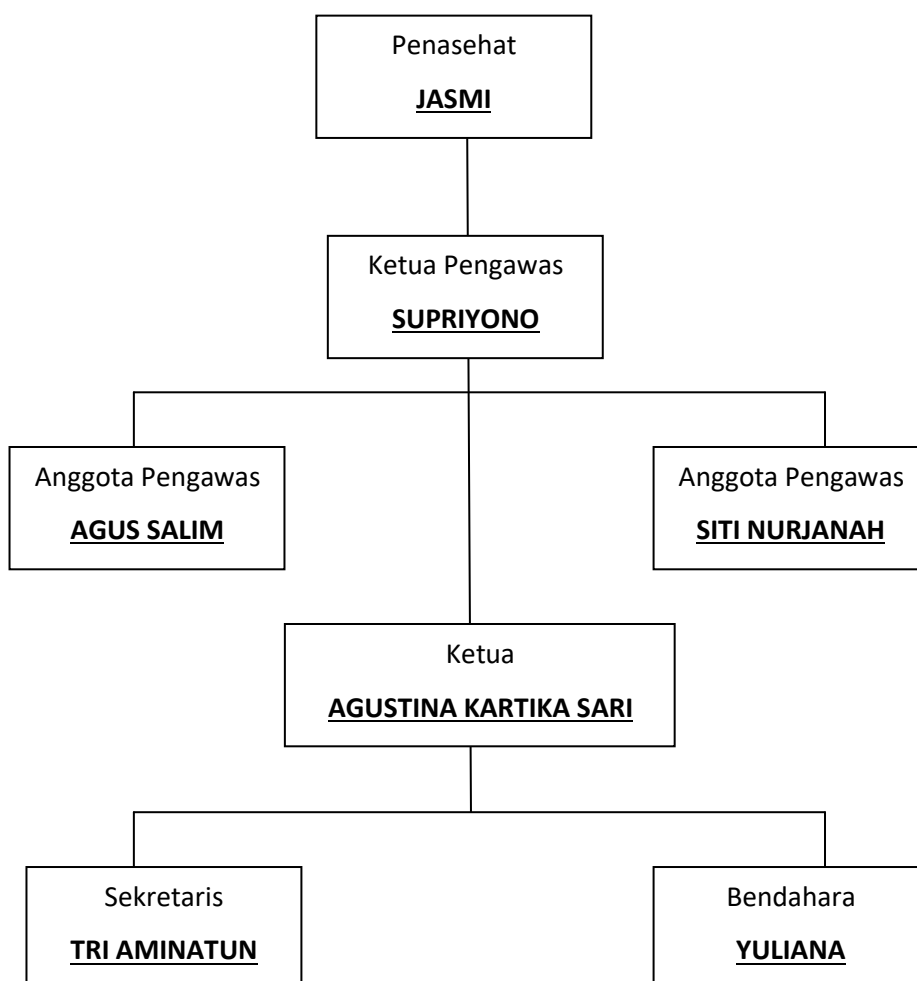 Penasehat
JASMI
Ketua Pengawas
SUPRIYONO
Anggota Pengawas
AGUS SALIM
Anggota Pengawas
SITI NURJANAH
Ketua
AGUSTINA KARTIKA SARI
Sekretaris
TRI AMINATUN
Bendahara
YULIANA